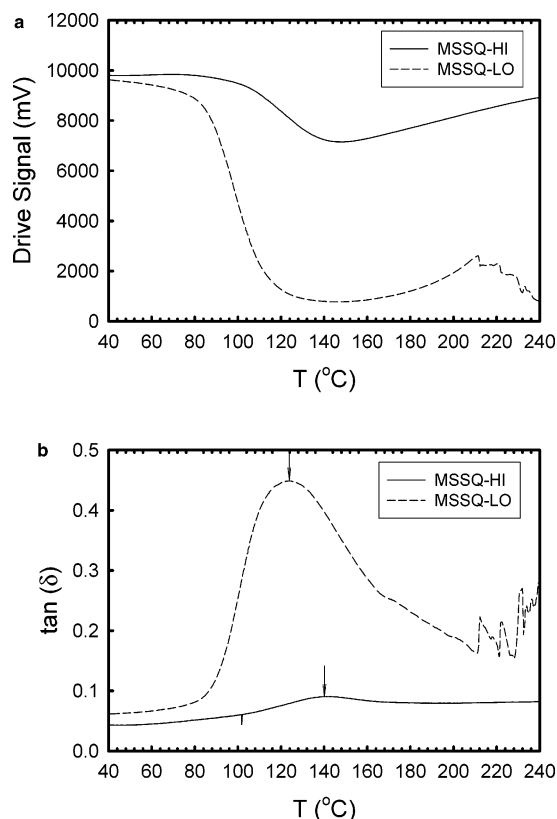 a
MSSQ-HI
MSSQ-LO
12000
10000
8000
6000
4000
2000
0
Drive Signal (mV)
40 60 80 100 120 140 160 180 200 220 240
T (°C)
b
MSSQ-HI
MSSQ-LO
0.5
0.4
0.3
0.2
0.1
0.0
tan (δ)
40 60 80 100 120 140 160 180 200 220 240
T (°C)